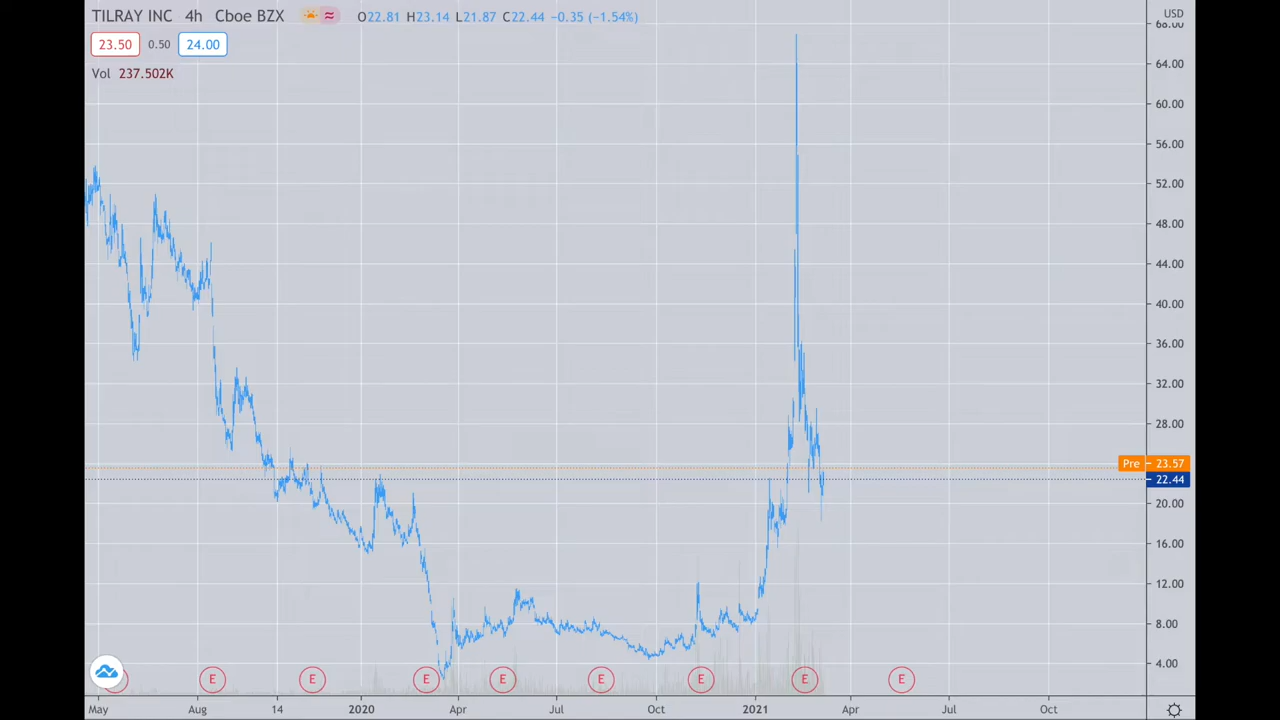 TILRAY INC 4h Cboe BZX O22.81 H23.14 L21.87 C22.44 −0.35 (−1.54%)
USD
68.00
23.50 0.50 24.00
64.00
Vol 237.502K
60.00
56.00
52.00
48.00
44.00
40.00
36.00
32.00
28.00
Pre 23.57
22.44
20.00
16.00
12.00
8.00
4.00
E E E E E E E E
May Aug 14 2020 Apr Jul Oct 2021 Apr Jul Oct